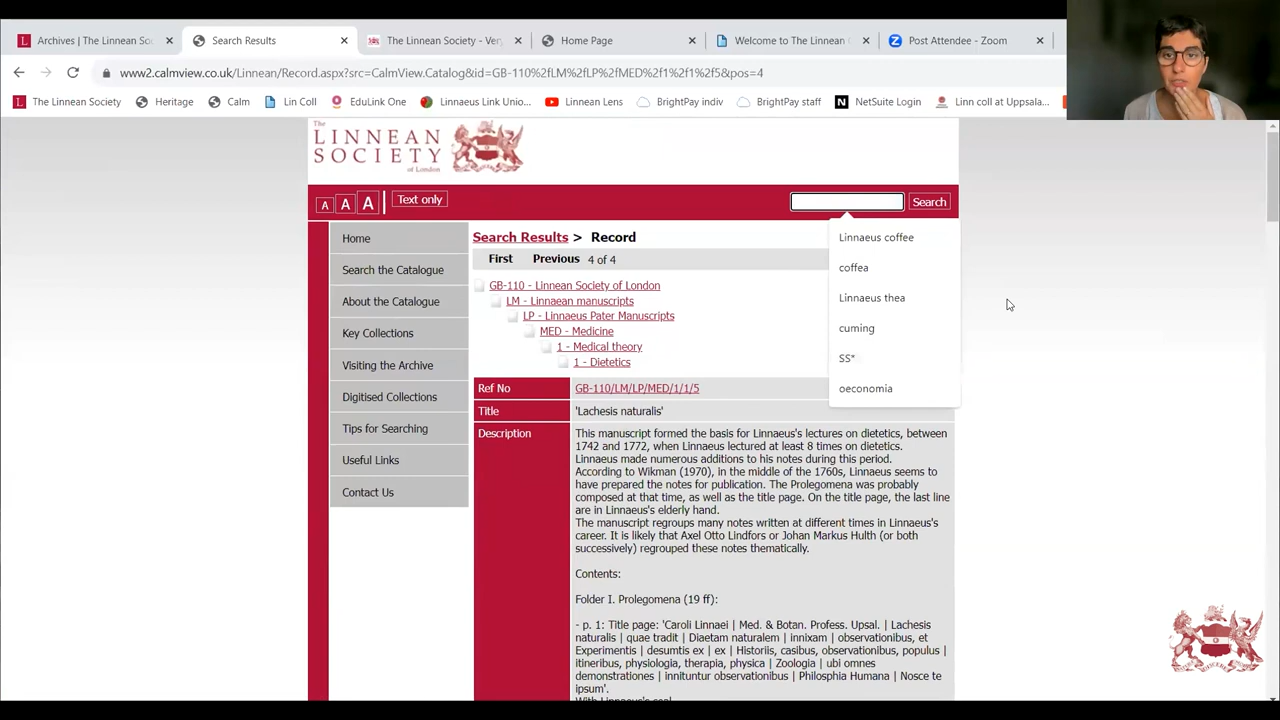 Archives | The Linnean Soc
Search Results
The Linnean Society - Ver
Home Page
Welcome to The Linnean C
Post Attendee - Zoom
www2.calmview.co.uk/Linnean/Record.aspx?src=CalmView.Catalog&id=GB-110%2fLM%2fLP%2fMED%2f1%2f1%2f5&pos=4
The Linnean Society
Heritage
Calm
Lin Coll
EduLink One
Linnaeus Link Unio...
Linnean Lens
BrightPay indiv
BrightPay staff
NetSuite Login
Linn coll at Uppsala...
The
LINNEAN
SOCIETY
of London
A A A
Text only
Search
Linnaeus coffee
coffea
Linnaeus thea
cuming
SS*
oeconomia
Home
Search the Catalogue
About the Catalogue
Key Collections
Visiting the Archive
Digitised Collections
Tips for Searching
Useful Links
Contact Us
Search Results > Record
First Previous 4 of 4
GB-110 - Linnean Society of London
LM - Linnaean manuscripts
LP - Linnaeus Pater Manuscripts
MED - Medicine
1 - Medical theory
1 - Dietetics
Ref No GB-110/LM/LP/MED/1/1/5
Title 'Lachesis naturalis'
Description
This manuscript formed the basis for Linnaeus's lectures on dietetics, between
1742 and 1772, when Linnaeus lectured at least 8 times on dietetics.
Linnaeus made numerous additions to his notes during this period.
According to Wikman (1970), in the middle of the 1760s, Linnaeus seems to
have prepared the notes for publication. The Prolegomena was probably
composed at that time, as well as the title page. On the title page, the last line
are in Linnaeus's elderly hand.
The manuscript regroups many notes written at different times in Linnaeus's
career. It is likely that Axel Otto Lindfors or Johan Markus Hulth (or both
successively) regrouped these notes thematically.
Contents:
Folder I. Prolegomena (19 ff):
- p. 1: Title page: 'Caroli Linnaei | Med. & Botan. Profess. Upsal. | Lachesis
naturalis | quae tradit | Diaetam naturalem | innixam | observationibus, et
Experimentis | desumtis ex | ex | Historiis, casibus, observationibus, populus |
itineribus, physiologia, therapia, physica | Zoologia | ubi omnes
demonstrationes | inniuntur observationibus | Philosphia Humana | Nosce te
ipsum'.
With Linnaeus's seal